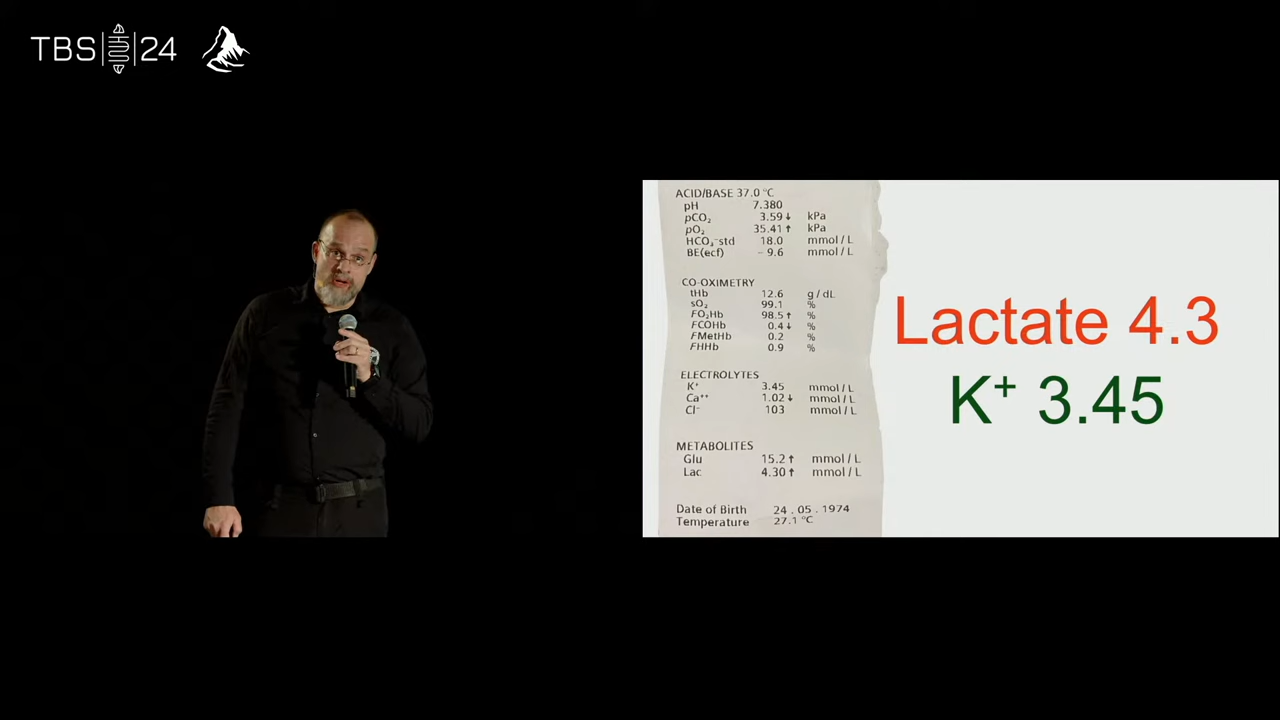 TBS 24
ACID/BASE 37.0 °C
pH 7.380
pCO₂ 3.59↓ kPa
pO₂ 35.41↑ kPa
HCO₃⁻std 18.0 mmol/L
BE(ecf) -9.6 mmol/L
CO-OXIMETRY
tHb 12.6 g/dL
sO₂ 99.1 %
FO₂Hb 98.5↑ %
FCOHb 0.4↓ %
FMetHb 0.2 %
FHHb 0.9 %
ELECTROLYTES
K⁺ 3.45 mmol/L
Ca⁺⁺ 1.02↓ mmol/L
Cl⁻ 103 mmol/L
METABOLITES
Glu 15.2↑ mmol/L
Lac 4.30↑ mmol/L
Date of Birth 24.05.1974
Temperature 27.1 °C
Lactate 4.3
K⁺ 3.45